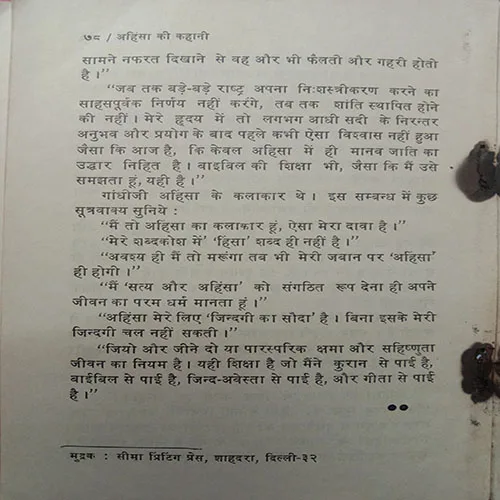 ७८ / अहिंसा की कहानी
सामने नफरत दिखाने से वह और भी फैलती और गहरी होती
है ।”
“जब तक बड़े-बड़े राष्ट्र अपना निःशस्त्रीकरण करने का
साहसपूर्वक निर्णय नहीं करेंगे, तब तक शांति स्थापित होने
की नहीं । मेरे हृदय में तो लगभग आधी सदी के निरन्तर
अनुभव और प्रयोग के बाद पहले कभी ऐसा विश्वास नहीं हुआ
जैसा कि आज है, कि केवल अहिंसा में ही मानव जाति का
उद्धार निहित है । बाइबिल की शिक्षा भी, जैसा कि मैं उसे
समझता हूं, यही है ।”
गांधीजी अहिंसा के कलाकार थे । इस सम्बन्ध में कुछ
सूत्रवाक्य सुनिये :
“मैं तो अहिंसा का कलाकार हूं, ऐसा मेरा दावा है ।”
“मेरे शब्दकोश में’ ‘हिंसा’ शब्द ही नहीं है ।”
“अवश्य ही मैं तो मरूंगा तब भी मेरी जबान पर ‘अहिंसा’
ही होगी ।”
“मैं ‘सत्य और अहिंसा’ को संगठित रूप देना ही अपने
जीवन का परम धर्म मानता हूं ।”
“अहिंसा मेरे लिए ‘जिन्दगी का सौदा’ है । बिना इसके मेरी
जिन्दगी चल नहीं सकती ।”
“जियो और जीने दो या पारस्परिक क्षमा और सहिष्णुता
जीवन का नियम है । यही शिक्षा है जो मैंने कुरान से पाई है,
बाईबिल से पाई है, जिन्द-अवेस्ता से पाई है, और गीता से पाई
है ।”
मूद्रक : सीमा प्रिटिंग प्रेस, शाहदरा, दिल्ली-३२